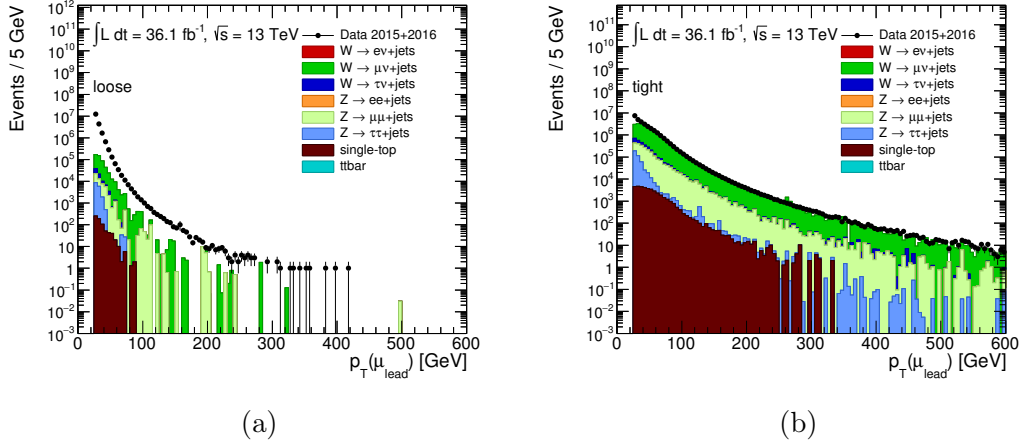 Events / 5 GeV
10¹²
10¹¹
10¹⁰
10⁹
10⁸
10⁷
10⁶
10⁵
10⁴
10³
10²
10
1
10⁻¹
10⁻²
10⁻³
∫L dt = 36.1 fb⁻¹, √s = 13 TeV
loose
Data 2015+2016
W → eν+jets
W → μν+jets
W → τν+jets
Z → ee+jets
Z → μμ+jets
Z → ττ+jets
single-top
ttbar
0 100 200 300 400 500 600
p_T(μ_lead) [GeV]
(a)
Events / 5 GeV
10¹²
10¹¹
10¹⁰
10⁹
10⁸
10⁷
10⁶
10⁵
10⁴
10³
10²
10
1
10⁻¹
10⁻²
10⁻³
∫L dt = 36.1 fb⁻¹, √s = 13 TeV
tight
Data 2015+2016
W → eν+jets
W → μν+jets
W → τν+jets
Z → ee+jets
Z → μμ+jets
Z → ττ+jets
single-top
ttbar
0 100 200 300 400 500 600
p_T(μ_lead) [GeV]
(b)